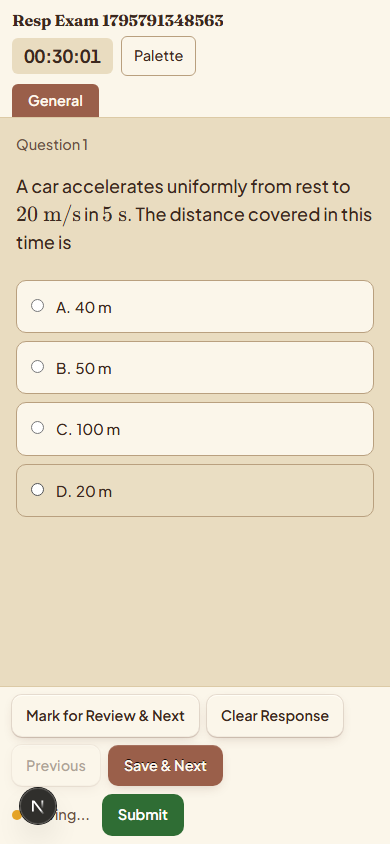 Resp Exam 1795791348563
00:30:01
Palette
General
Question 1
A car accelerates uniformly from rest to
20 m/s in 5 s. The distance covered in this
time is
A. 40 m
B. 50 m
C. 100 m
D. 20 m
Mark for Review & Next
Clear Response
Previous
Save & Next
N
Submit